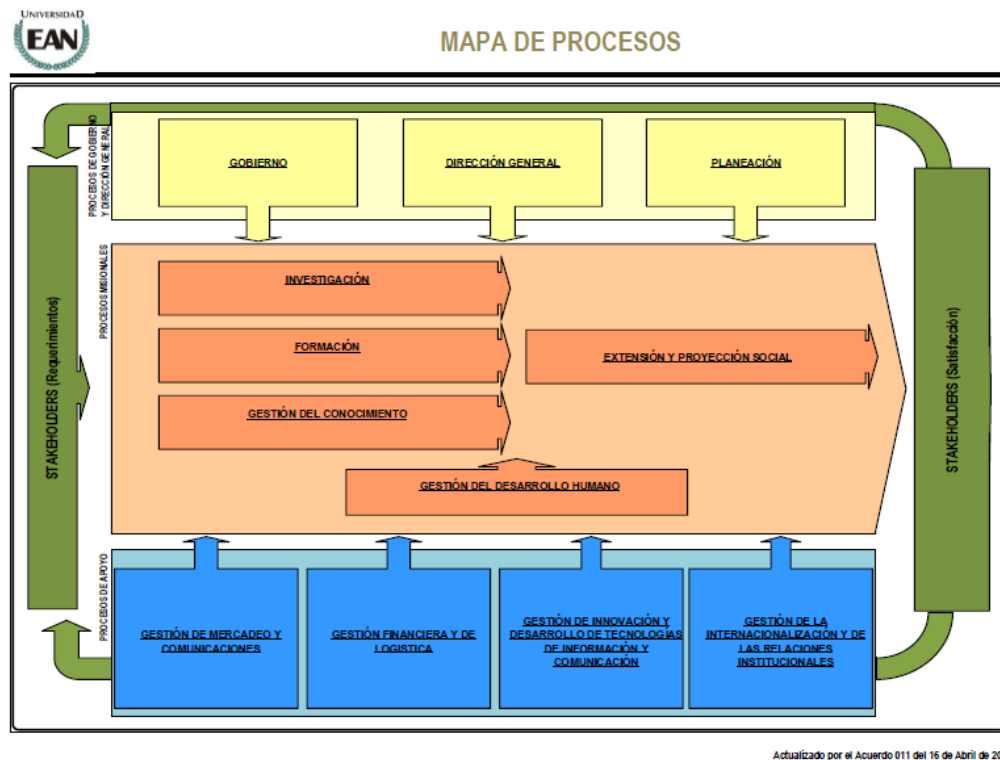 UNIVERSIDAD
EAN
MAPA DE PROCESOS
PROCESOS DE GOBIERNO
Y DIRECCIÓN GENERAL
GOBIERNO
DIRECCIÓN GENERAL
PLANEACIÓN
STAKEHOLDERS (Requerimientos)
PROCESOS MISIONALES
INVESTIGACIÓN
FORMACIÓN
GESTIÓN DEL CONOCIMIENTO
EXTENSIÓN Y PROYECCIÓN SOCIAL
GESTIÓN DEL DESARROLLO HUMANO
STAKEHOLDERS (Satisfacción)
PROCESOS DE APOYO
GESTIÓN DE MERCADEO Y
COMUNICACIONES
GESTIÓN FINANCIERA Y DE
LOGISTICA
GESTIÓN DE INNOVACIÓN Y
DESARROLLO DE TECNOLOGÍAS
DE INFORMACIÓN Y
COMUNICACIÓN
GESTIÓN DE LA
INTERNACIONALIZACIÓN Y DE
LAS RELACIONES
INSTITUCIONALES
Actualizado por el Acuerdo 011 del 16 de Abril de 20